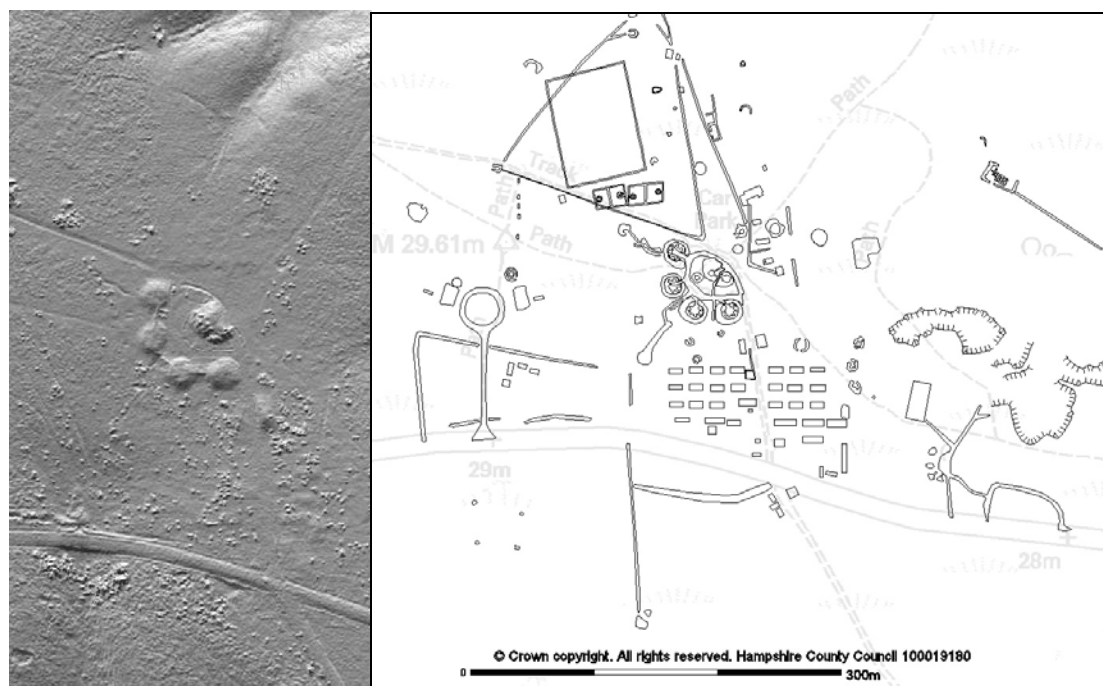 Path
Track
Car
Park
Path
M 29.61m
Path
Path
29m
28m
© Crown copyright. All rights reserved. Hampshire County Council 100019180
0
300m